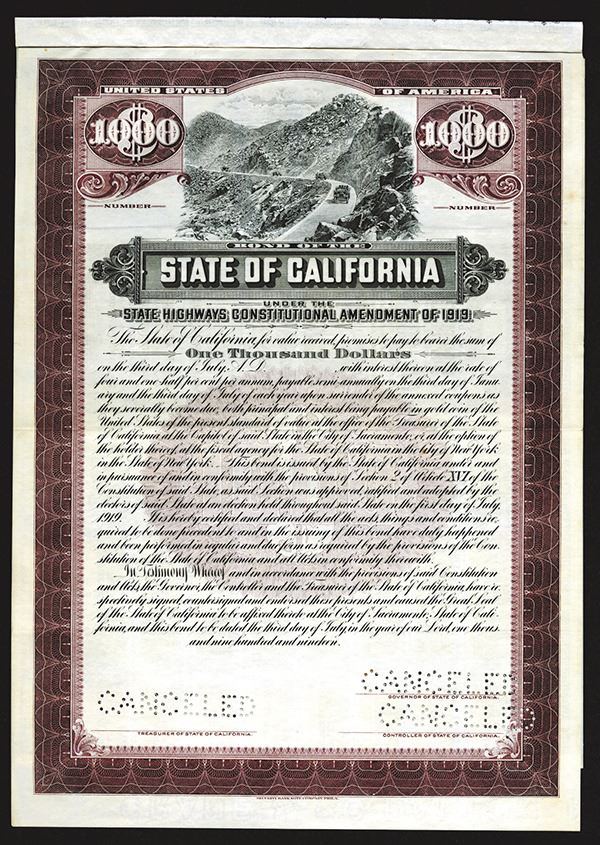 UNITED STATES OF AMERICA
$1000 $1000
NUMBER NUMBER
BOND OF THE
STATE OF CALIFORNIA
UNDER THE
STATE HIGHWAYS CONSTITUTIONAL AMENDMENT OF 1919.
The State of California, for value received, promises to pay to bearer the sum of
One Thousand Dollars
on the third day of July, A.D. , with interest thereon at the rate of
four and one-half per cent per annum, payable semi-annually on the third day of Janu-
ary and the third day of July of each year upon surrender of the annexed coupons as
they severally become due, both principal and interest being payable in gold coin of the
United States of the present standard of value at the office of the Treasurer of the State
of California at the Capitol of said State in the City of Sacramento, or, at the option of
the holder hereof, at the fiscal agency for the State of California in the City of New York
in the State of New York. This bond is issued by the State of California under and
in pursuance of and in conformity with the provisions of Section 2 of Article XVI of the
Constitution of said State, as said Section was approved, ratified and adopted by the
electors of said State at an election held throughout said State on the first day of July,
1919. It is hereby certified and declared that all the acts, things and conditions re-
quired to be done precedent to and in the issuing of this bond have duly happened
and been performed in regular and due form as required by the provisions of the Con-
stitution of the State of California and all Acts in conformity therewith.
In Testimony Whereof and in accordance with the provisions of said Constitution
and Acts, the Governor, the Controller and the Treasurer of the State of California, have re-
spectively signed, countersigned and endorsed these presents and caused the Great Seal
of the State of California to be affixed hereto at the City of Sacramento, State of Cali-
fornia, and this bond to be dated the third day of July, in the year of our Lord, one thous-
and nine hundred and nineteen.
CANCELED
GOVERNOR OF STATE OF CALIFORNIA.
CANCELED CANCELED
TREASURER OF STATE OF CALIFORNIA. CONTROLLER OF STATE OF CALIFORNIA.
SECURITY BANK NOTE COMPANY, PHILA.